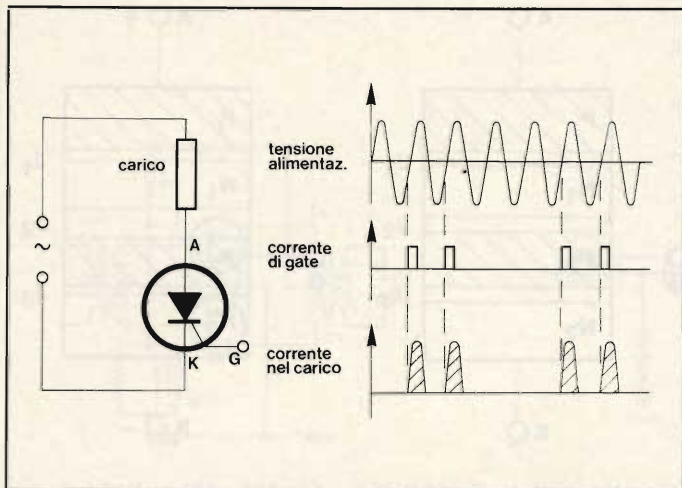 carico
~
A
K
G
tensione
alimentaz.
corrente
di gate
corrente
nel carico